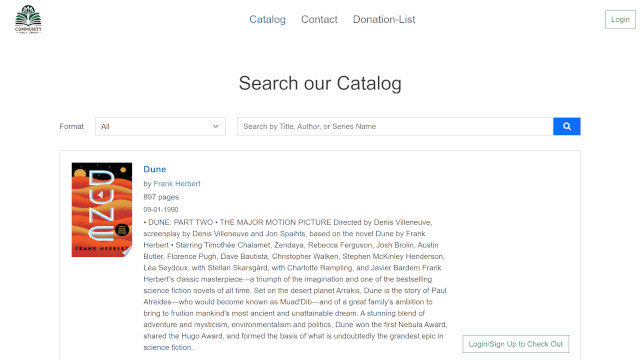 COMMUNITY
Catalog
Contact
Donation-List
Login
Search our Catalog
Format
All
Search by Title, Author, or Series Name
DUNE
FRANK HERBERT
Dune
by Frank Herbert
897 pages
09-01-1990
• DUNE: PART TWO • THE MAJOR MOTION PICTURE Directed by Denis Villeneuve,
screenplay by Denis Villeneuve and Jon Spaihts, based on the novel Dune by Frank
Herbert • Starring Timothée Chalamet, Zendaya, Rebecca Ferguson, Josh Brolin, Austin
Butler, Florence Pugh, Dave Bautista, Christopher Walken, Stephen McKinley Henderson,
Léa Seydoux, with Stellan Skarsgård, with Charlotte Rampling, and Javier Bardem Frank
Herbert's classic masterpiece—a triumph of the imagination and one of the bestselling
science fiction novels of all time. Set on the desert planet Arrakis, Dune is the story of Paul
Atreides—who would become known as Muad'Dib—and of a great family's ambition to
bring to fruition mankind's most ancient and unattainable dream. A stunning blend of
adventure and mysticism, environmentalism and politics, Dune won the first Nebula Award,
shared the Hugo Award, and formed the basis of what is undoubtedly the grandest epic in
science fiction.
Login/Sign Up to Check Out